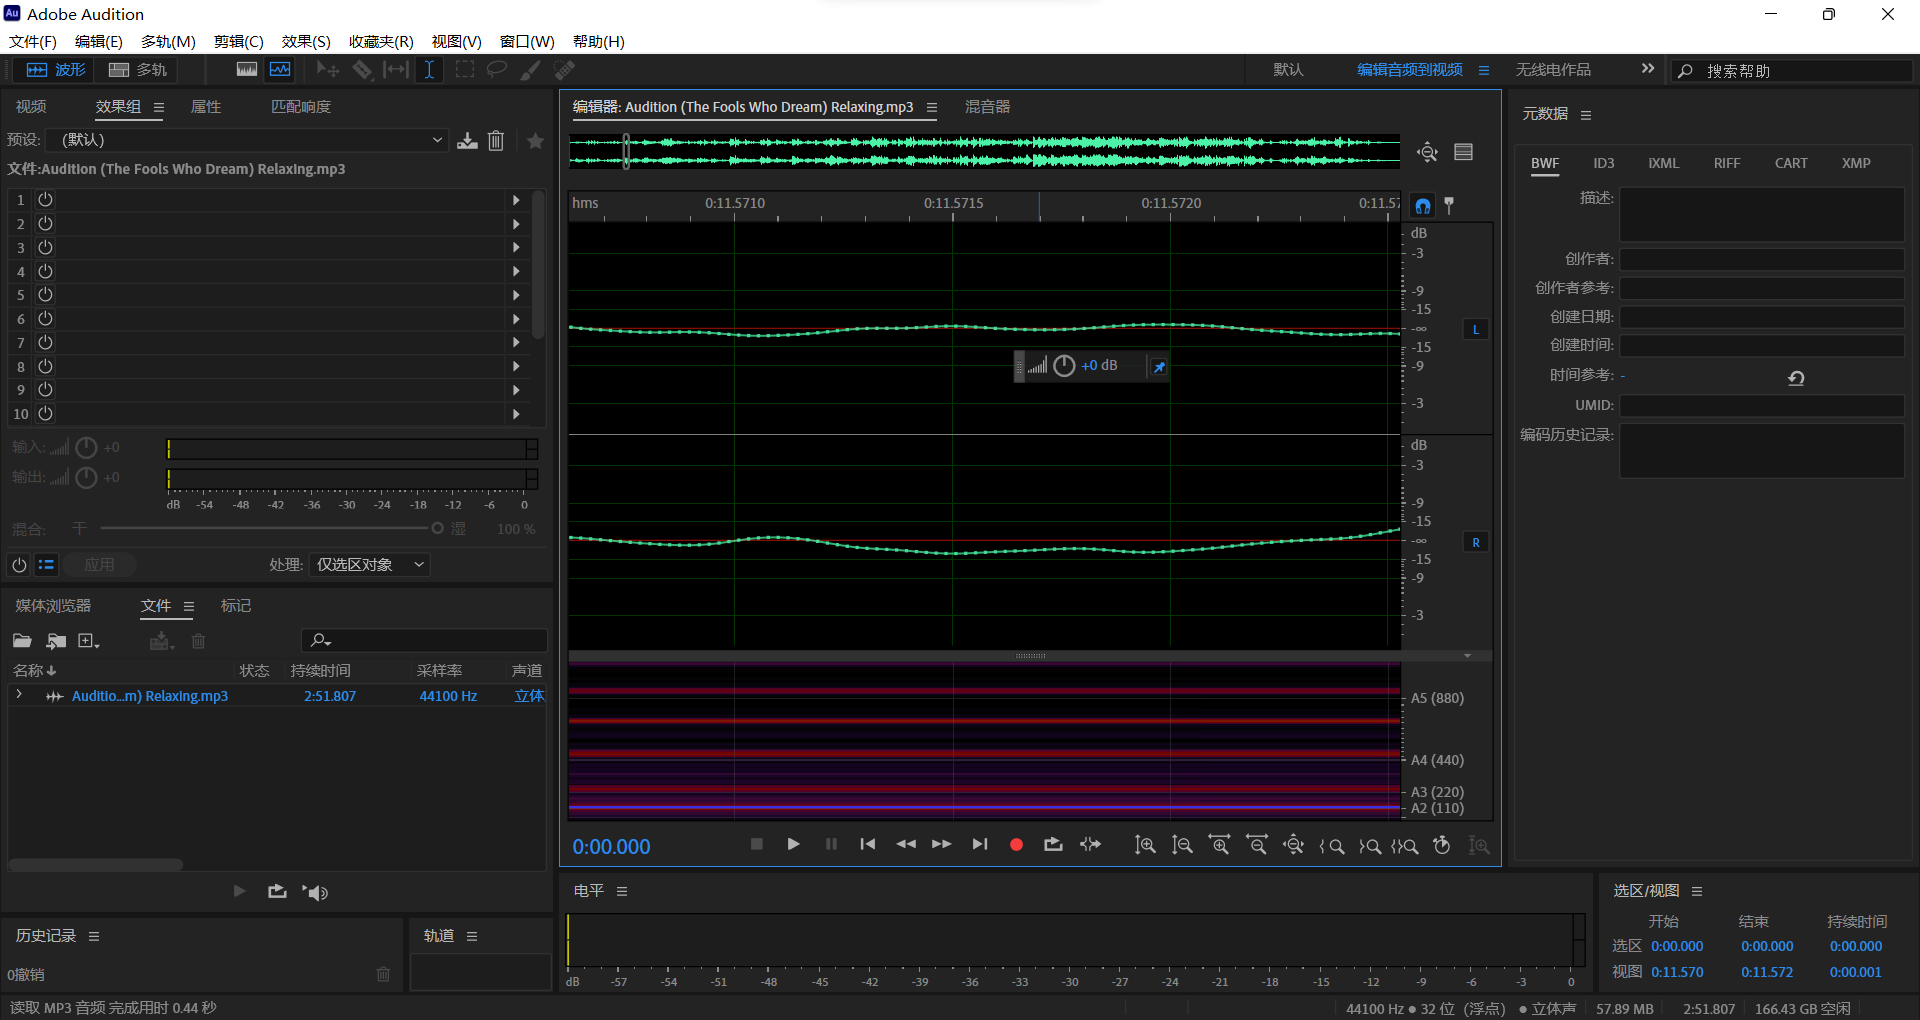 Au Adobe Audition
文件(F) 编辑(E) 多轨(M) 剪辑(C) 效果(S) 收藏夹(R) 视图(V) 窗口(W) 帮助(H)
波形 多轨 默认 编辑音频到视频 无线电作品 搜索帮助
视频 效果组 属性 匹配响度
预设: (默认)
文件:Audition (The Fools Who Dream) Relaxing.mp3
1
2
3
4
5
6
7
8
9
10
输入: +0
输出: +0
dB -54 -48 -42 -36 -30 -24 -18 -12 -6 0
混合: 干 湿 100 %
应用 处理: 仅选区对象
媒体浏览器 文件 标记
名称 状态 持续时间 采样率 声道
Auditio...m) Relaxing.mp3 2:51.807 44100 Hz 立体
历史记录 轨道
0撤销
读取 MP3 音频 完成用时 0.44 秒
编辑器: Audition (The Fools Who Dream) Relaxing.mp3 混音器
hms 0:11.5710 0:11.5715 0:11.5720 0:11.57
dB
-3
-9
-15
-∞
L
-15
-9
-3
+0 dB
dB
-3
-9
-15
-∞
R
-15
-9
-3
A5 (880)
A4 (440)
A3 (220)
A2 (110)
0:00.000
电平
dB -57 -54 -51 -48 -45 -42 -39 -36 -33 -30 -27 -24 -21 -18 -15 -12 -9 -6 -3 0
元数据
BWF ID3 IXML RIFF CART XMP
描述:
创作者:
创作者参考:
创建日期:
创建时间:
时间参考: -
UMID:
编码历史记录:
选区/视图
开始 结束 持续时间
选区 0:00.000 0:00.000 0:00.000
视图 0:11.570 0:11.572 0:00.001
44100 Hz ● 32 位 (浮点) ● 立体声 57.89 MB 2:51.807 166.43 GB 空闲